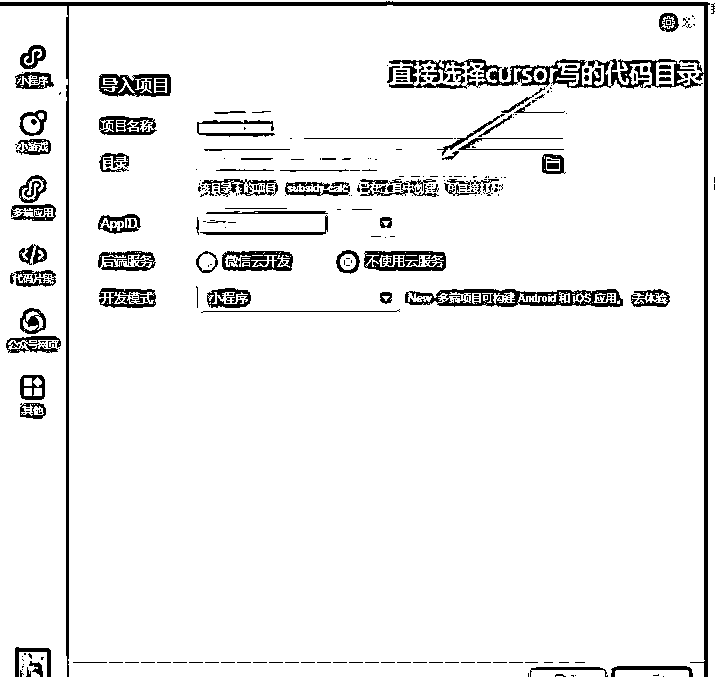 小程序
小游戏
多端应用
代码片段
公众号网页
其他
直接选择cursor写的代码目录
导入项目
项目名称
目录
AppID
后端服务
微信云开发
不使用云服务
开发模式
小程序
New 多端项目可构建 Android 和 iOS 应用，去体验